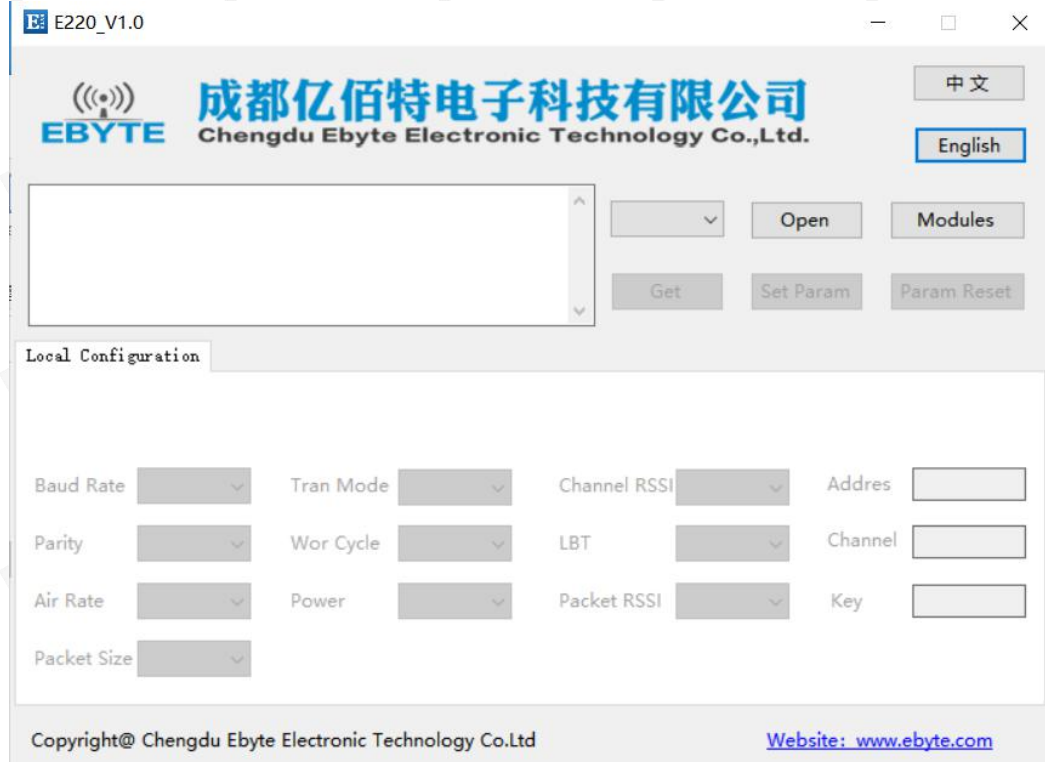 E220_V1.0
EBYTE
成都亿佰特电子科技有限公司
Chengdu Ebyte Electronic Technology Co.,Ltd.
中文
English
Open
Modules
Get
Set Param
Param Reset
Local Configuration
Baud Rate
Tran Mode
Channel RSSI
Addres
Parity
Wor Cycle
LBT
Channel
Air Rate
Power
Packet RSSI
Key
Packet Size
Copyright@ Chengdu Ebyte Electronic Technology Co.Ltd
Website: www.ebyte.com